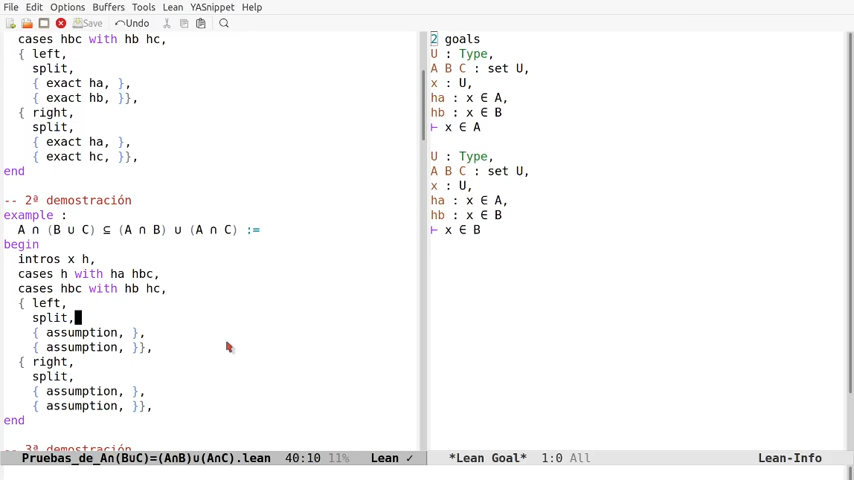 File Edit Options Buffers Tools Lean YASnippet Help
Save Undo
cases hbc with hb hc,
{ left,
split,
{ exact ha, },
{ exact hb, }},
{ right,
split,
{ exact ha, },
{ exact hc, }},
end
-- 2ª demostración
example :
A ∩ (B ∪ C) ⊆ (A ∩ B) ∪ (A ∩ C) :=
begin
intros x h,
cases h with ha hbc,
cases hbc with hb hc,
{ left,
split,
{ assumption, },
{ assumption, }},
{ right,
split,
{ assumption, },
{ assumption, }},
end
-- 3ª demostración
Pruebas_de_A∩(B∪C)=(A∩B)∪(A∩C).lean 40:10 11% Lean ✓
2 goals
U : Type,
A B C : set U,
x : U,
ha : x ∈ A,
hb : x ∈ B
⊢ x ∈ A
U : Type,
A B C : set U,
x : U,
ha : x ∈ A,
hb : x ∈ B
⊢ x ∈ B
*Lean Goal* 1:0 All Lean-Info